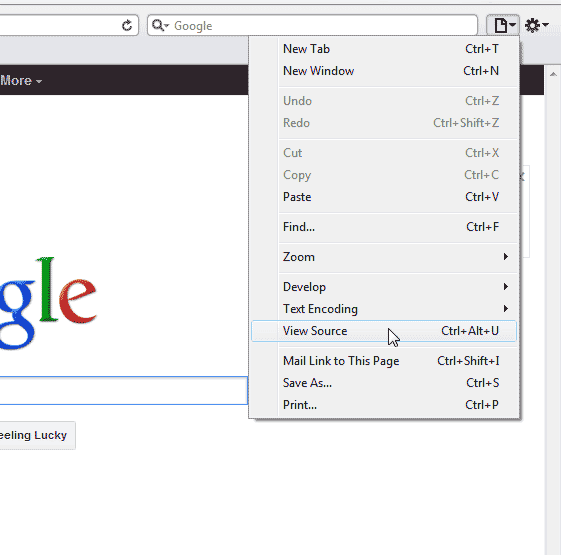 Google
New Tab Ctrl+T
New Window Ctrl+N
More
Undo Ctrl+Z
Redo Ctrl+Shift+Z
Cut Ctrl+X
Copy Ctrl+C
Paste Ctrl+V
Find... Ctrl+F
Zoom
Develop
Text Encoding
View Source Ctrl+Alt+U
Mail Link to This Page Ctrl+Shift+I
Save As... Ctrl+S
Print... Ctrl+P
gle
eeling Lucky